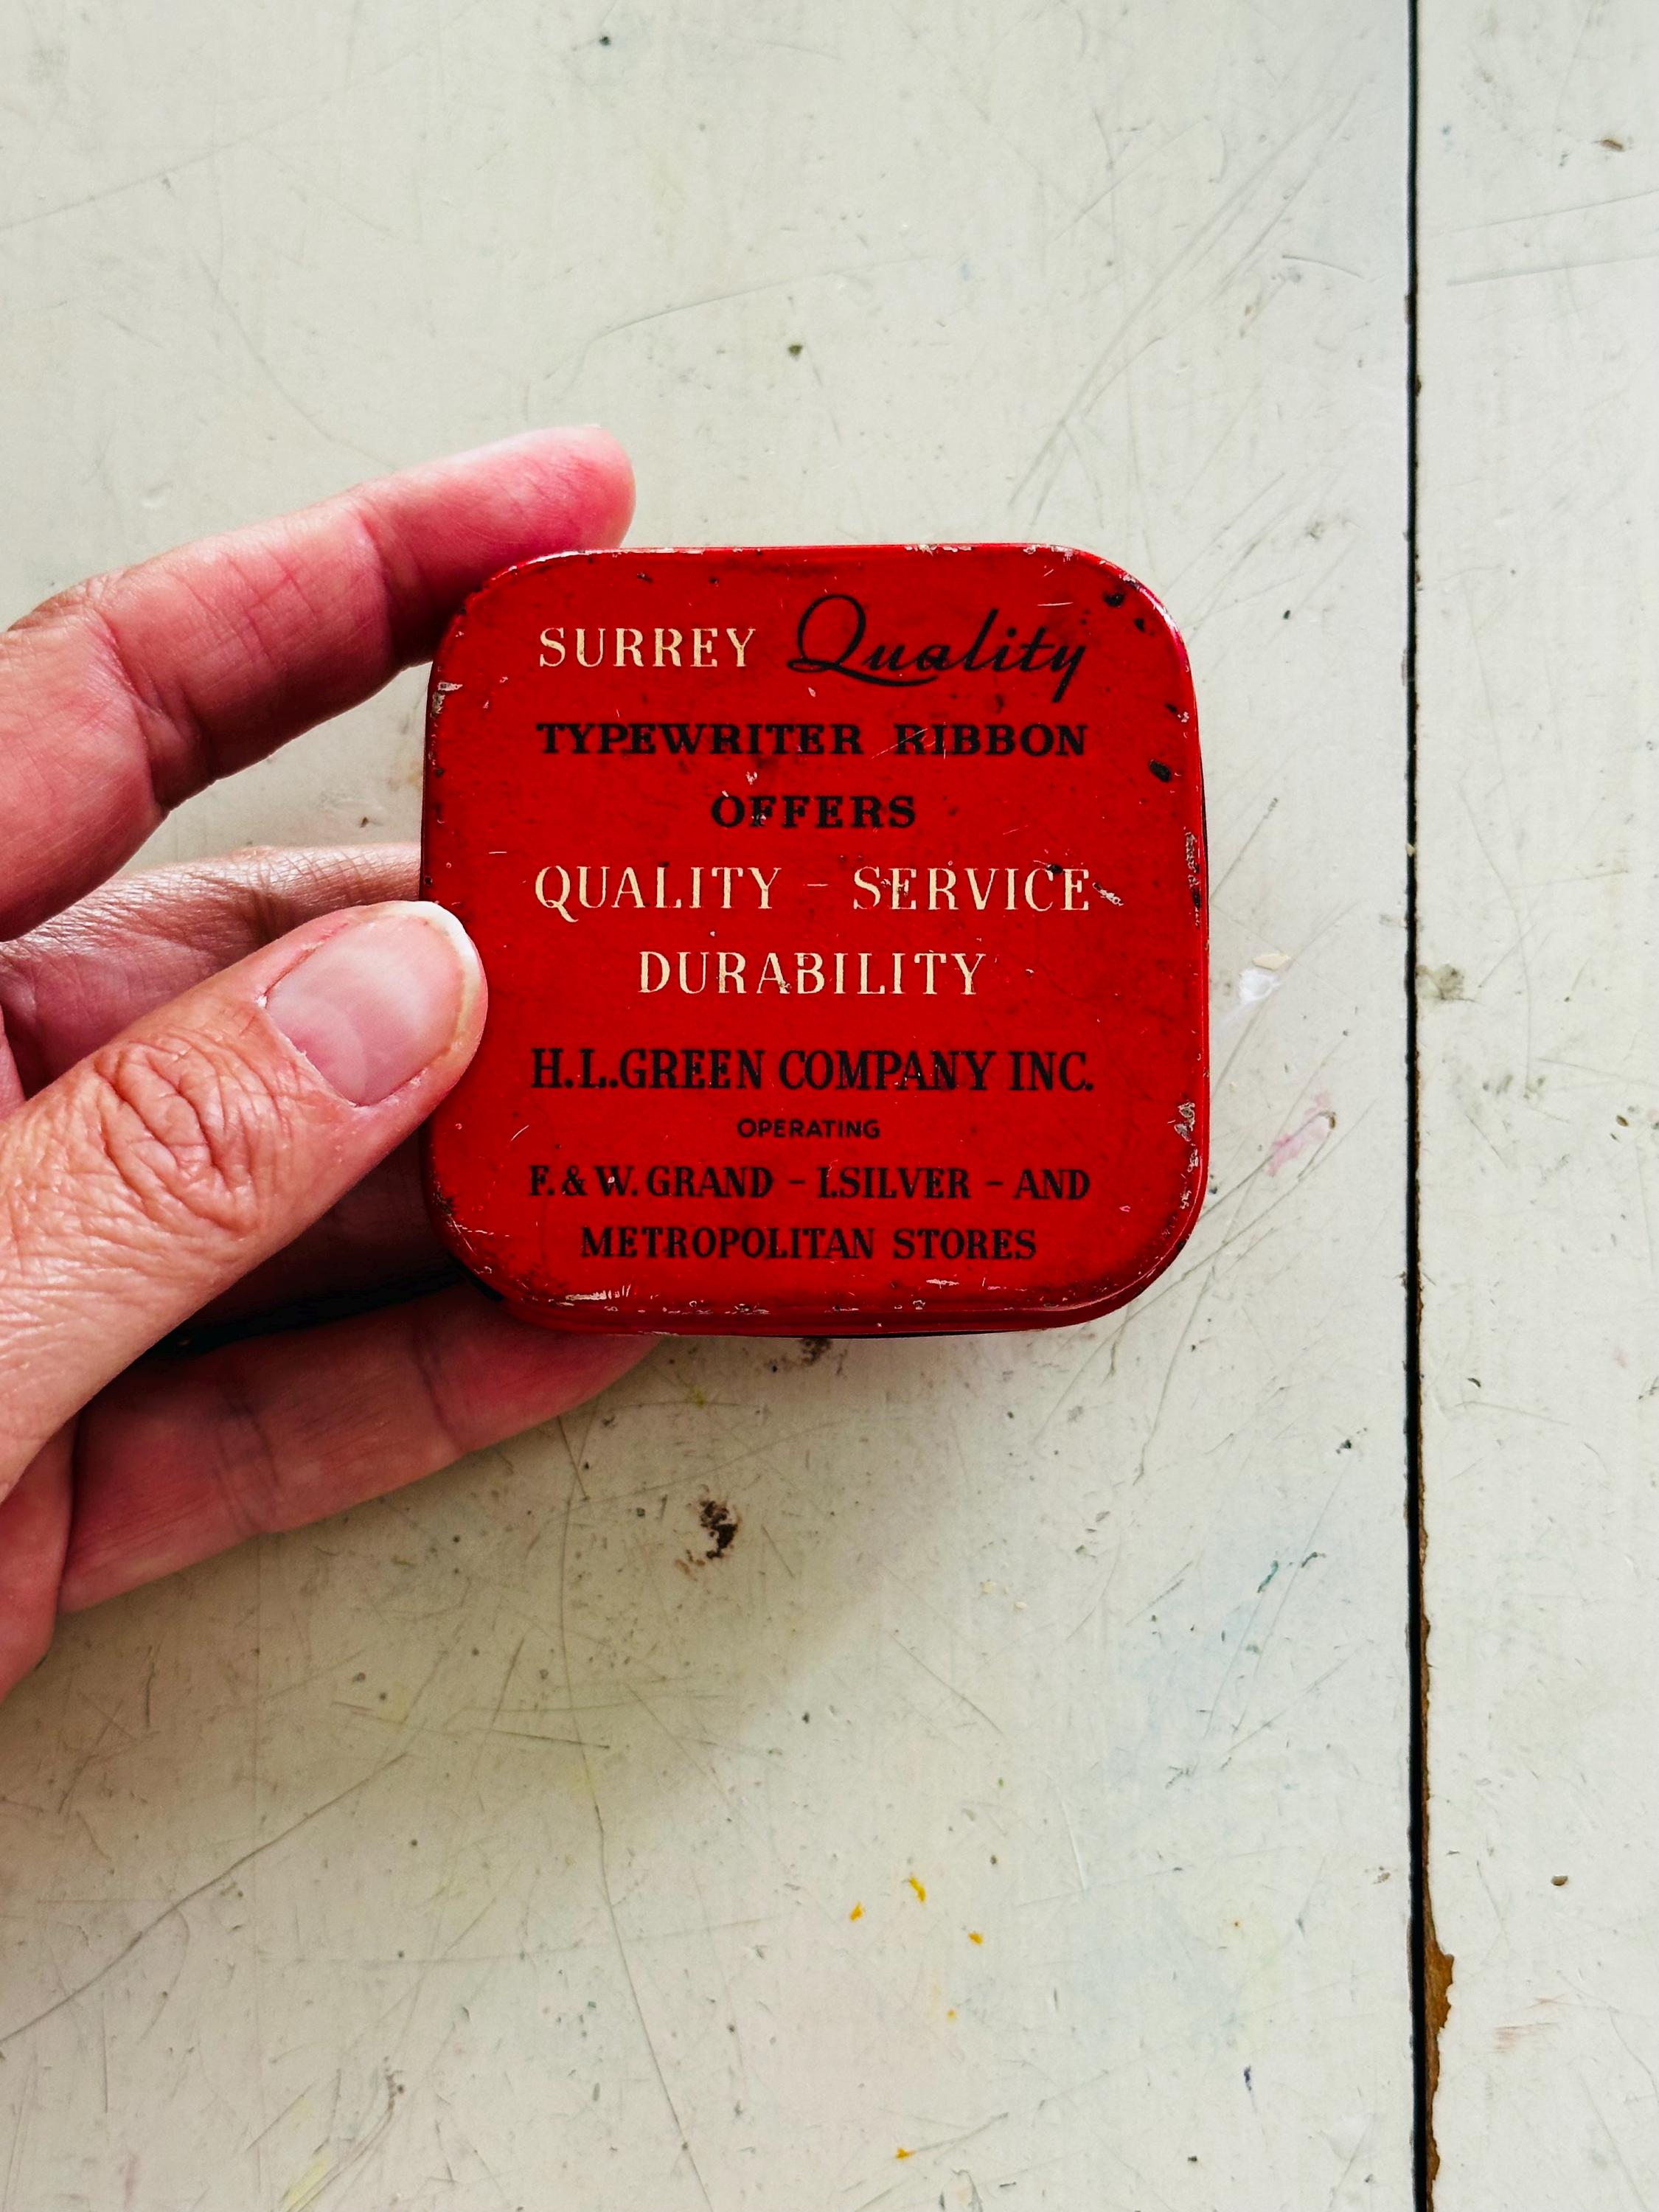 SURREY Quality
TYPEWRITER RIBBON
OFFERS
QUALITY - SERVICE
DURABILITY
H.L.GREEN COMPANY INC.
OPERATING
F. & W. GRAND - I.SILVER - AND
METROPOLITAN STORES